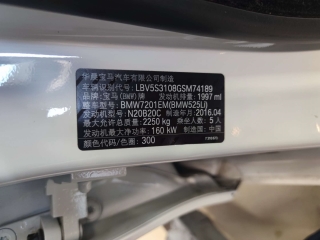 华晨宝马汽车有限公司制造
车辆识别代号: LBV5S3108GSM74189
品牌: 宝马(BMW)牌 发动机排量: 1997 ml
整车型号: BMW7201EM(BMW525Li)
发动机型号: N20B20C 制造年月: 2016.04
最大允许总质量: 2250 kg 乘坐人数: 5人
发动机最大净功率: 160 kW 制造国: 中国
颜色代码/色圈: 300